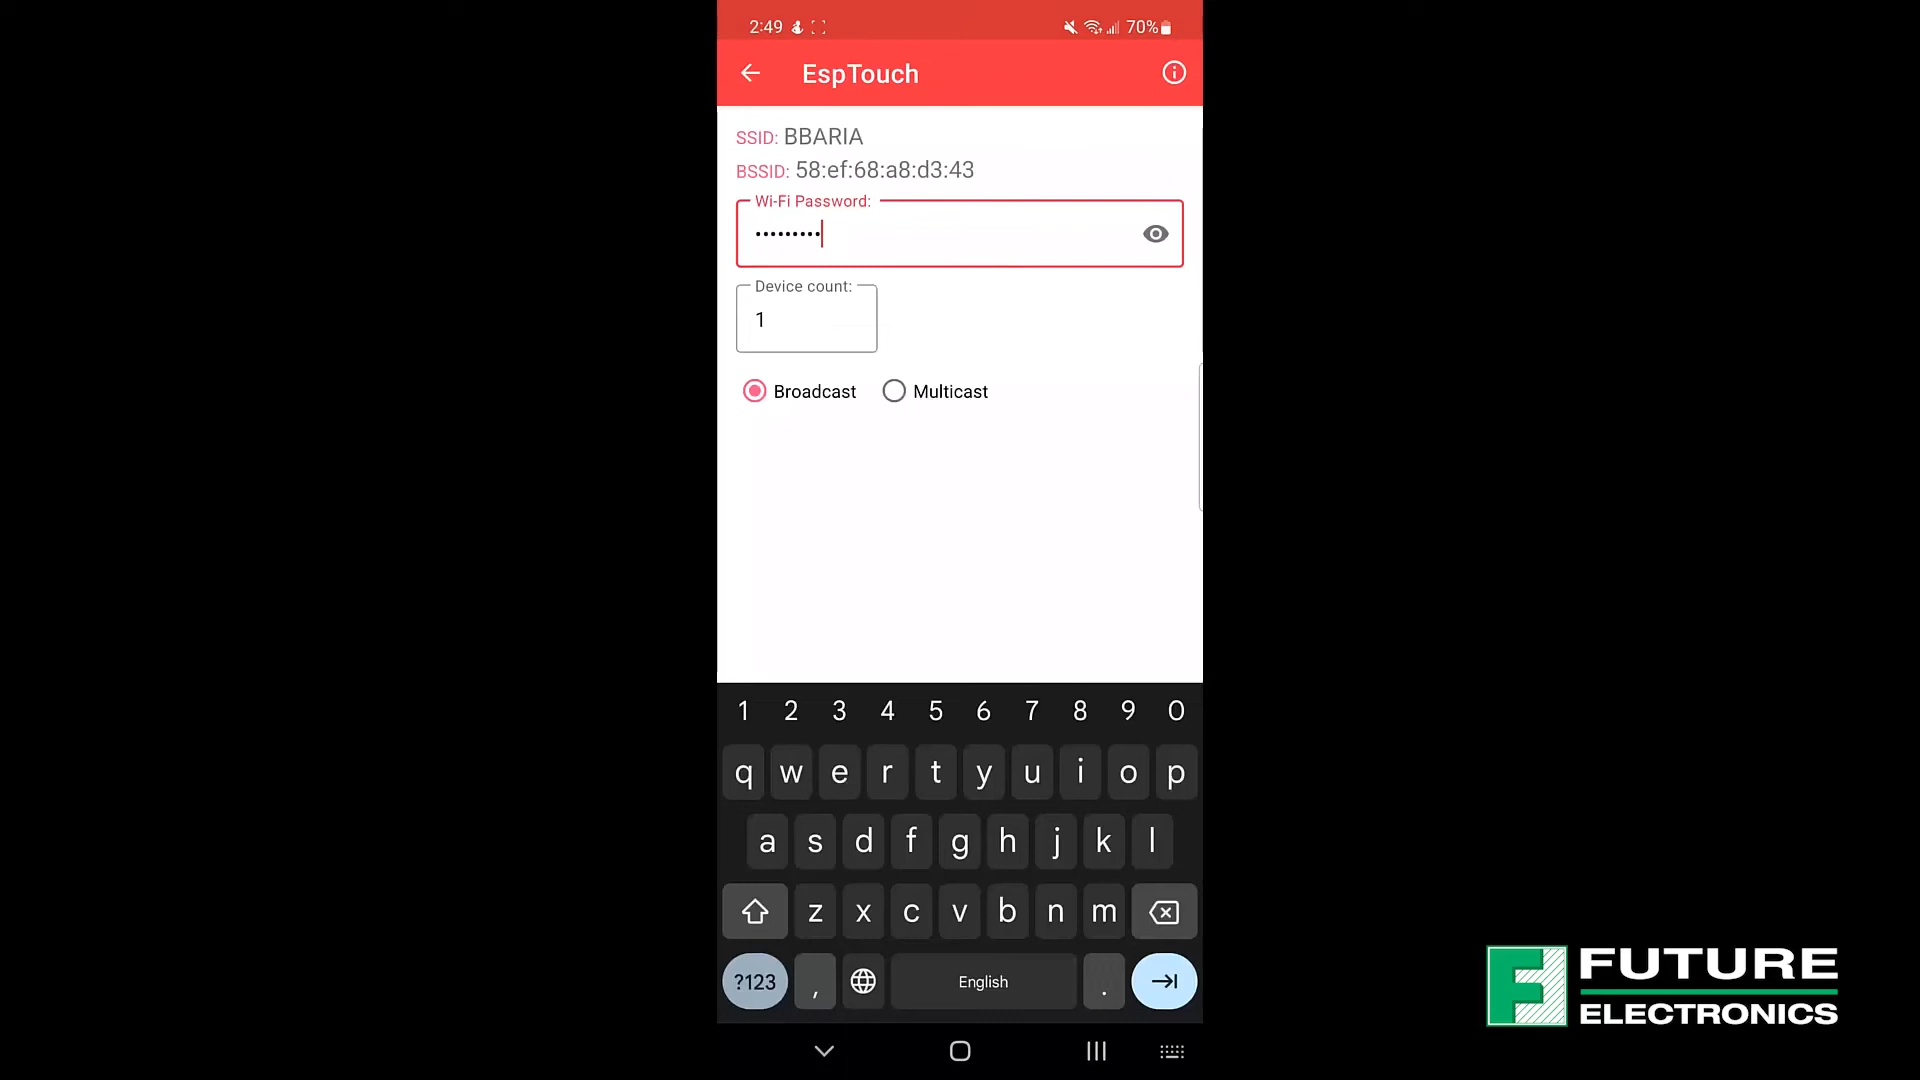 2:49 70%
EspTouch
SSID: BBARIA
BSSID: 58:ef:68:a8:d3:43
Wi-Fi Password:
•••••••••
Device count:
1
Broadcast Multicast
1 2 3 4 5 6 7 8 9 0
q w e r t y u i o p
a s d f g h j k l
z x c v b n m
?123 , English .
FUTURE
ELECTRONICS